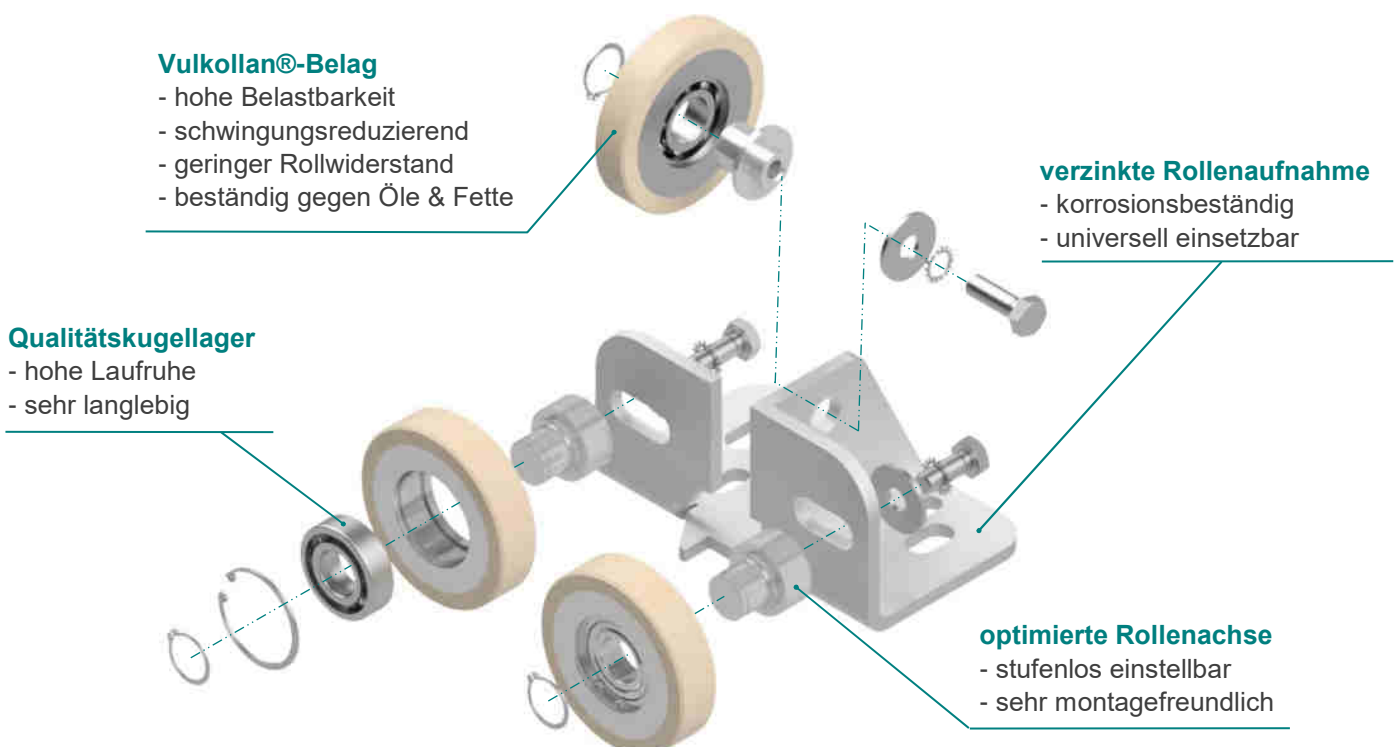 Vulkollan®-Belag
- hohe Belastbarkeit
- schwingungsreduzierend
- geringer Rollwiderstand
- beständig gegen Öle & Fette
verzinkte Rollenaufnahme
- korrosionsbeständig
- universell einsetzbar
Qualitätskugellager
- hohe Laufruhe
- sehr langlebig
optimierte Rollenachse
- stufenlos einstellbar
- sehr montagefreundlich